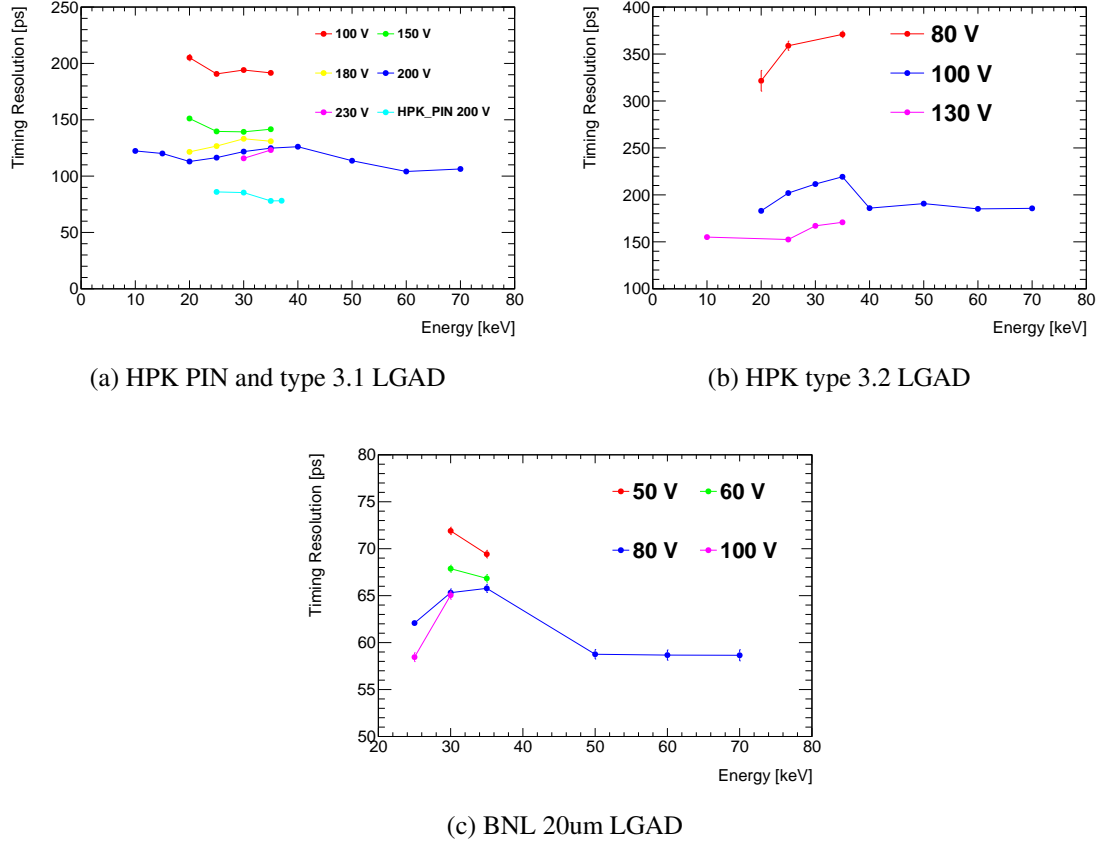 Timing Resolution [ps]
250
200
150
100
50
0
100 V 150 V
180 V 200 V
230 V HPK_PIN 200 V
0 10 20 30 40 50 60 70 80
Energy [keV]
(a) HPK PIN and type 3.1 LGAD
Timing Resolution [ps]
400
350
300
250
200
150
100
80 V
100 V
130 V
0 10 20 30 40 50 60 70 80
Energy [keV]
(b) HPK type 3.2 LGAD
Timing Resolution [ps]
80
75
70
65
60
55
50
50 V 60 V
80 V 100 V
20 30 40 50 60 70 80
Energy [keV]
(c) BNL 20um LGAD